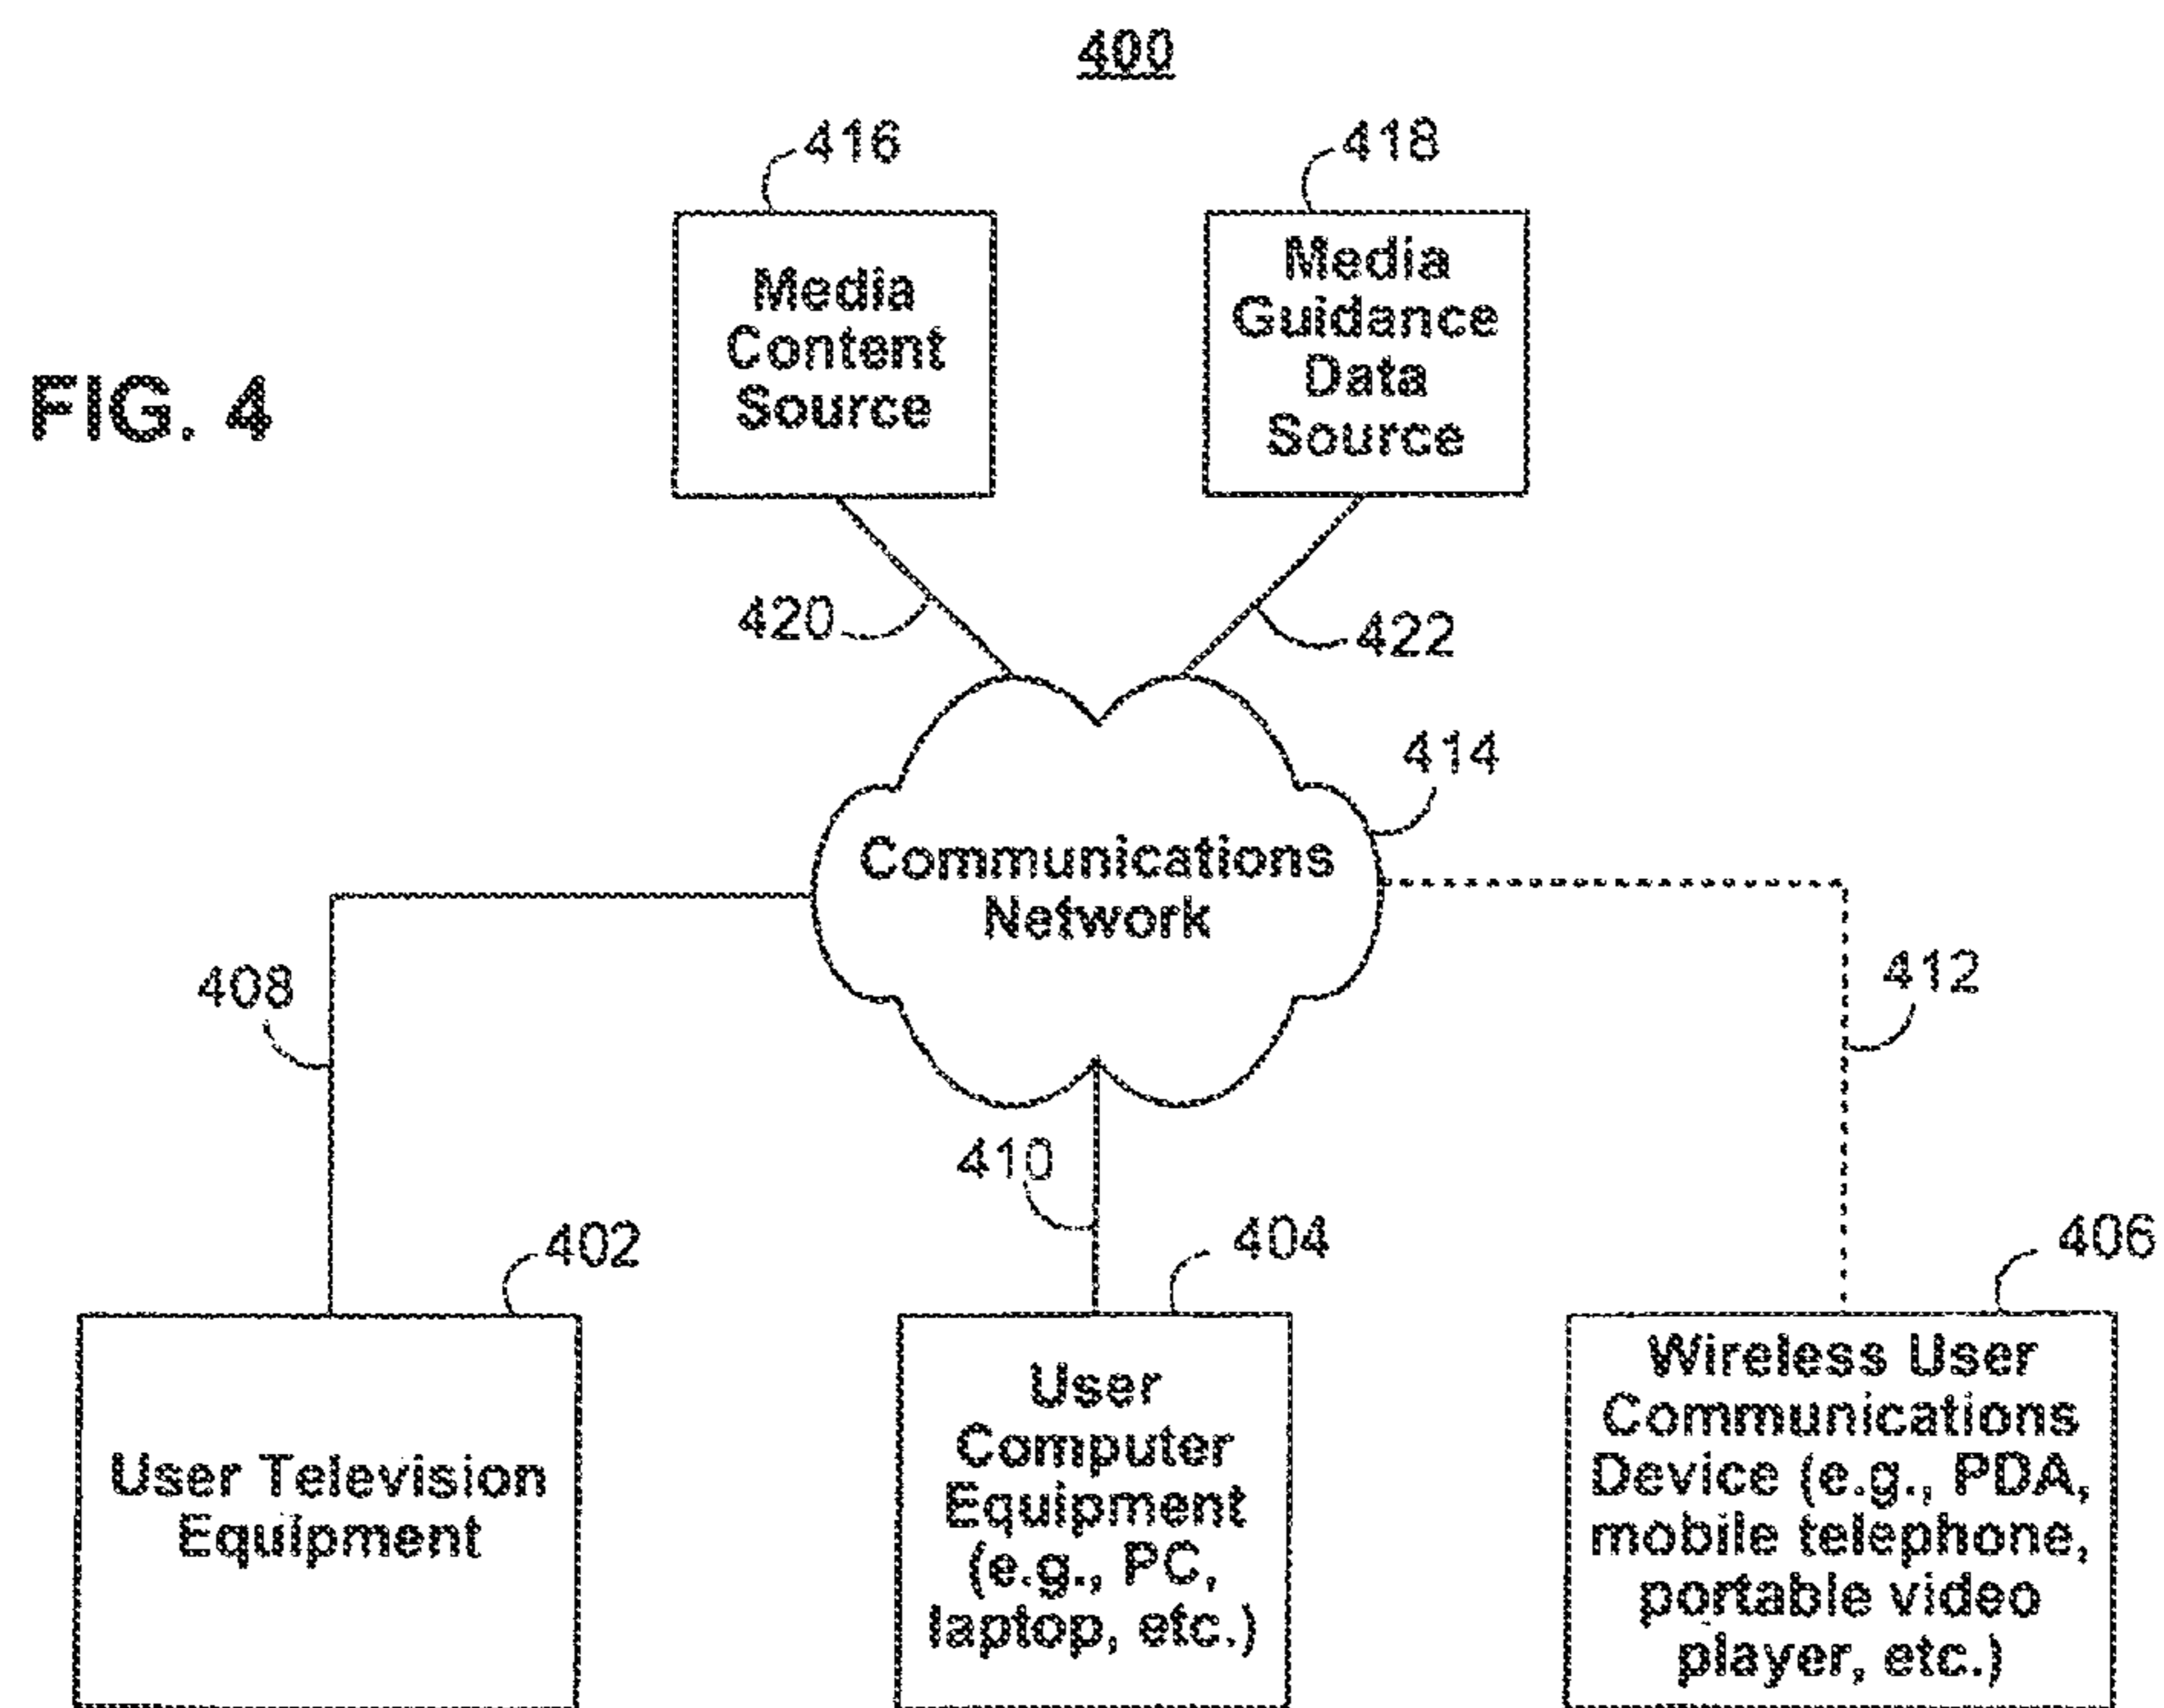 400
416
418
Media
Content
Source
Media
Guidance
Data
Source
FIG. 4
420
422
414
Communications
Network
408
412
410
402
404
406
User Television
Equipment
User
Computer
Equipment
(e.g., PC,
laptop, etc.)
Wireless User
Communications
Device (e.g., PDA,
mobile telephone,
portable video
player, etc.)